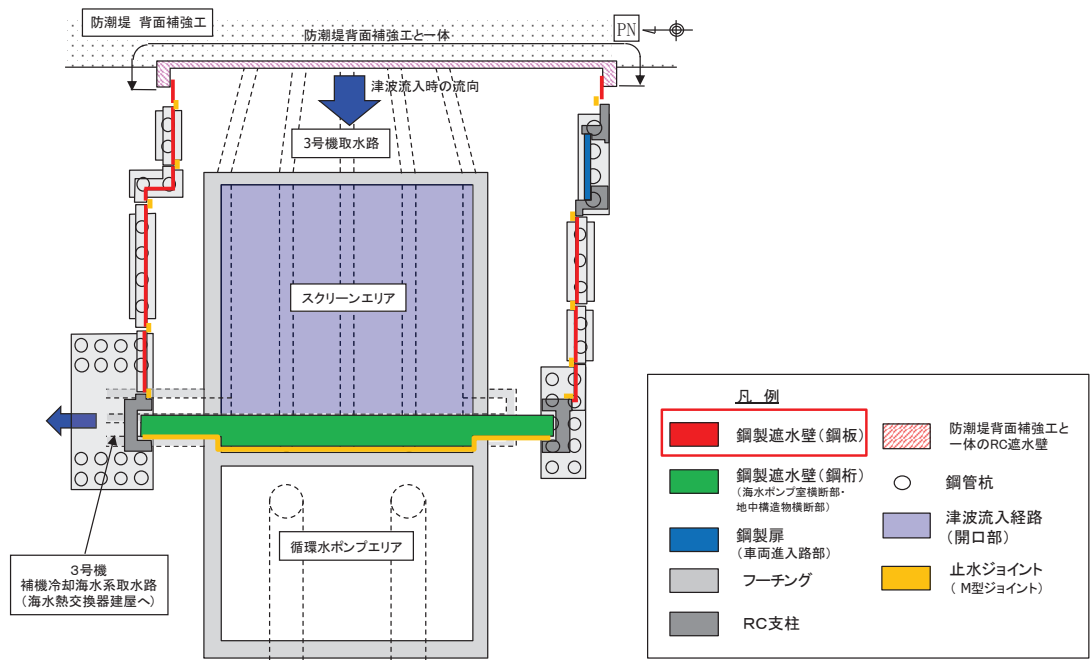 防潮堤 背面補強工
防潮堤背面補強工と一体
PN
津波流入時の流向
3号機取水路
スクリーンエリア
循環水ポンプエリア
3号機
補機冷却海水系取水路
(海水熱交換器建屋へ)
凡 例
鋼製遮水壁(鋼板)
鋼製遮水壁(鋼桁)
(海水ポンプ室横断部・
地中構造物横断部)
鋼製扉
(車両進入路部)
フーチング
RC支柱
防潮堤背面補強工と
一体のRC遮水壁
鋼管杭
津波流入経路
(開口部)
止水ジョイント
( M型ジョイント)